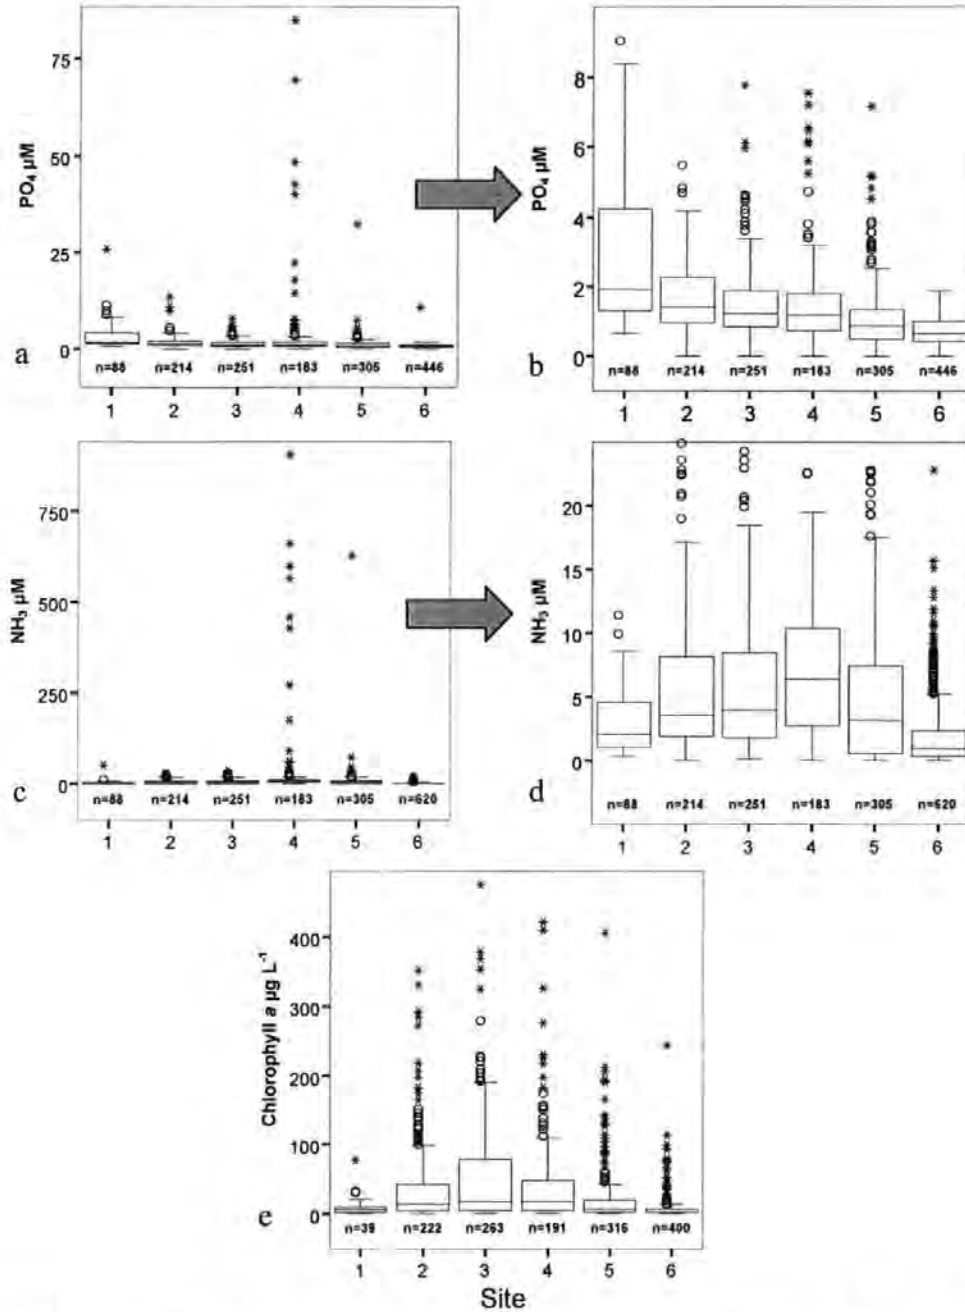 75
50
25
0
PO₄ µM
a
n=88 n=214 n=251 n=183 n=305 n=446
1 2 3 4 5 6
8
6
4
2
0
PO₄ µM
b
n=88 n=214 n=251 n=183 n=305 n=446
1 2 3 4 5 6
750
500
250
0
NH₃ µM
c
n=88 n=214 n=251 n=183 n=305 n=620
1 2 3 4 5 6
20
15
10
5
0
NH₃ µM
d
n=88 n=214 n=251 n=183 n=305 n=620
1 2 3 4 5 6
400
300
200
100
0
Chlorophyll a µg L⁻¹
e
n=39 n=222 n=263 n=191 n=316 n=400
1 2 3 4 5 6
Site